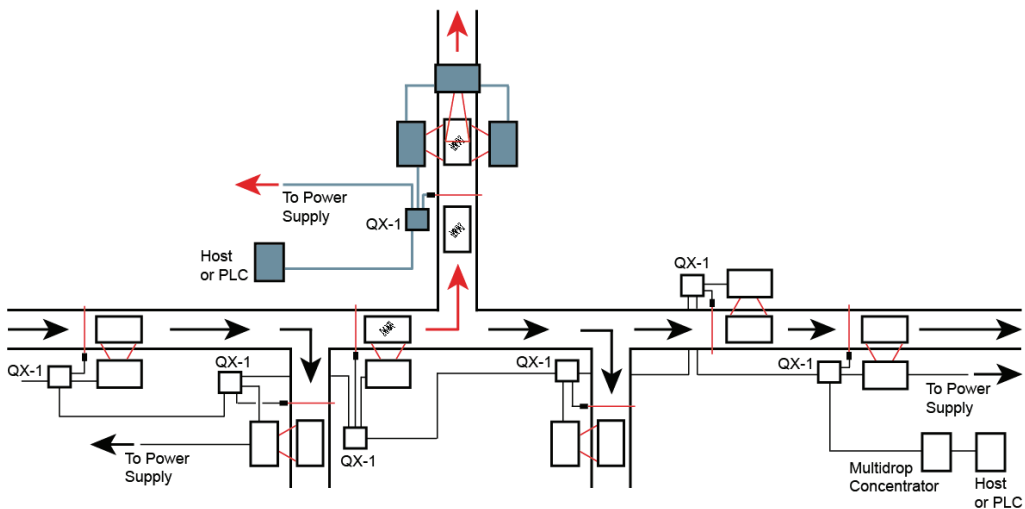 To Power
Supply
QX-1
Host
or PLC
QX-1
QX-1
QX-1
QX-1
QX-1
QX-1
To Power
Supply
QX-1
To Power
Supply
Multidrop
Concentrator
Host
or PLC